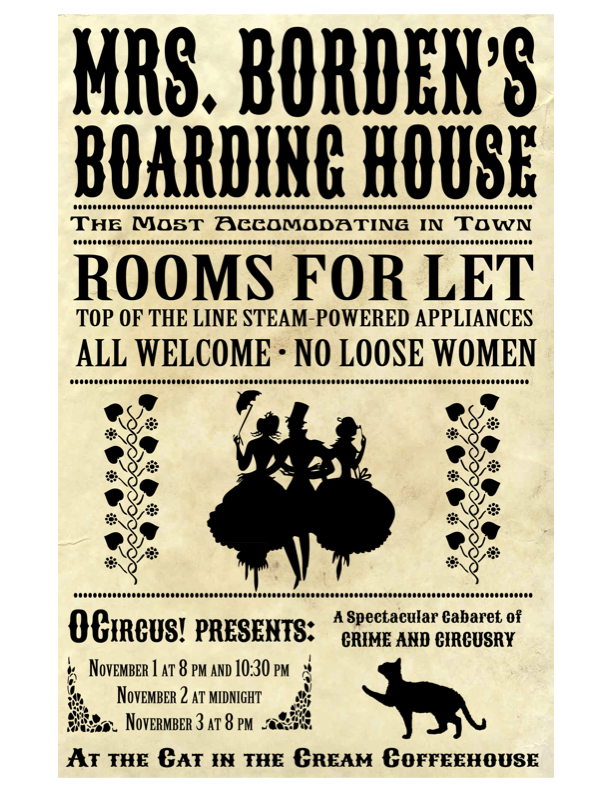 MRS. BORDEN'S
BOARDING HOUSE
THE MOST ACCOMODATING IN TOWN
ROOMS FOR LET
TOP OF THE LINE STEAM-POWERED APPLIANCES
ALL WELCOME · NO LOOSE WOMEN
OCIRCUS! PRESENTS:
A Spectacular Cabaret of
CRIME AND CIRCUSRY
NOVEMBER 1 AT 8 PM AND 10:30 PM
NOVEMBER 2 AT MIDNIGHT
NOVERMBER 3 AT 8 PM
AT THE CAT IN THE CREAM COFFEEHOUSE